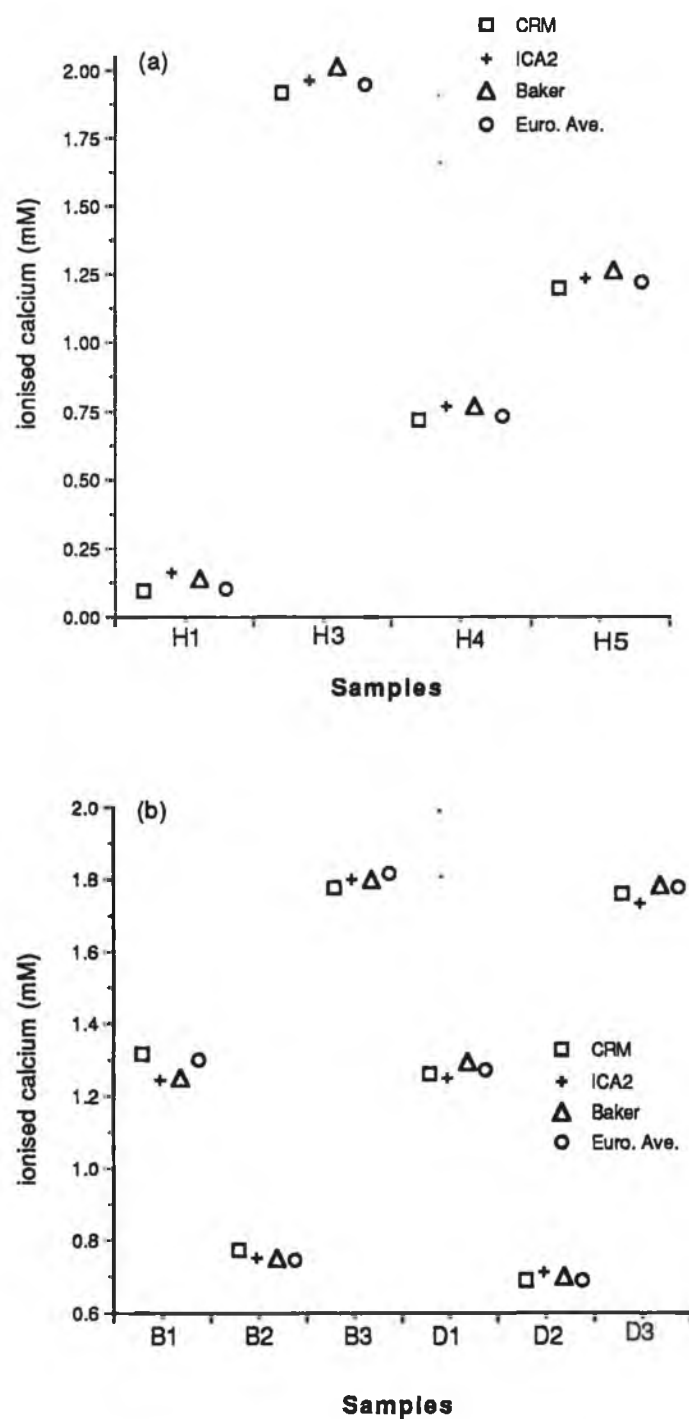 (a)
CRM
ICA2
Baker
Euro. Ave.
2.00
1.75
1.50
1.25
1.00
0.75
0.50
0.25
0.00
ionised calcium (mM)
H1 H3 H4 H5
Samples
(b)
2.0
1.8
1.6
1.4
1.2
1.0
0.8
0.6
ionised calcium (mM)
CRM
ICA2
Baker
Euro. Ave.
B1 B2 B3 D1 D2 D3
Samples